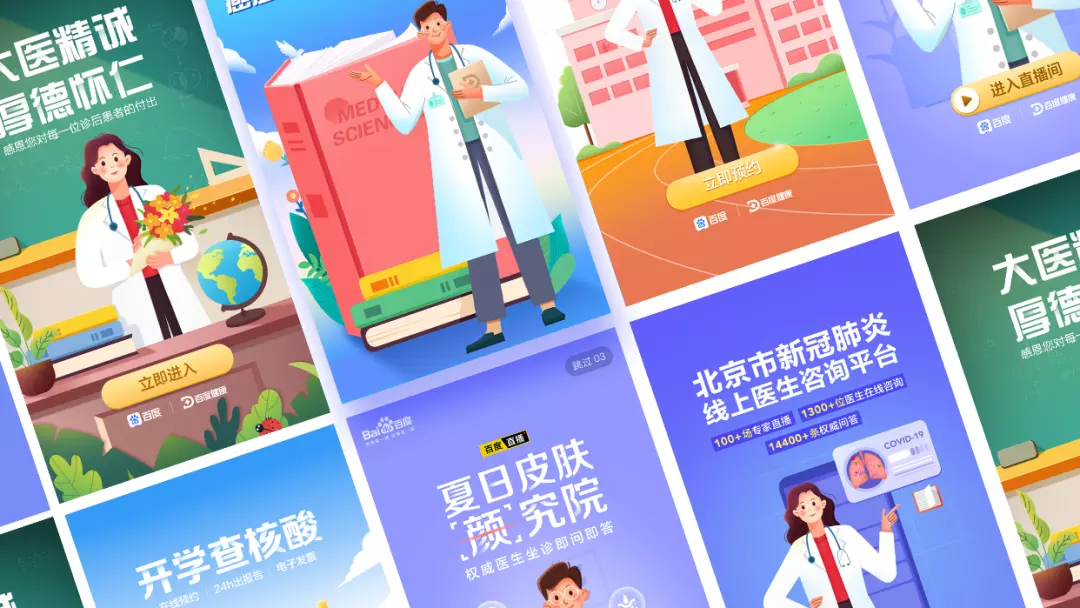 大医精诚
厚德怀仁
感恩您对每一位诊后患者的付出
立即进入
百度
百度健康
MED
SCIEN
立即预约
百度
百度健康
进入直播间
百度
百度健康
开学查核酸
在线预约
24h出报告
电子发票
跳过 03
Bai百度
百度 直播
夏日皮肤
「颜」究院
权威医生坐诊即问即答
北京市新冠肺炎
线上医生咨询平台
100+场专家直播
1300+位医生在线咨询
14400+条权威问答
COVID-19
大医精
厚德
感恩您对每一位